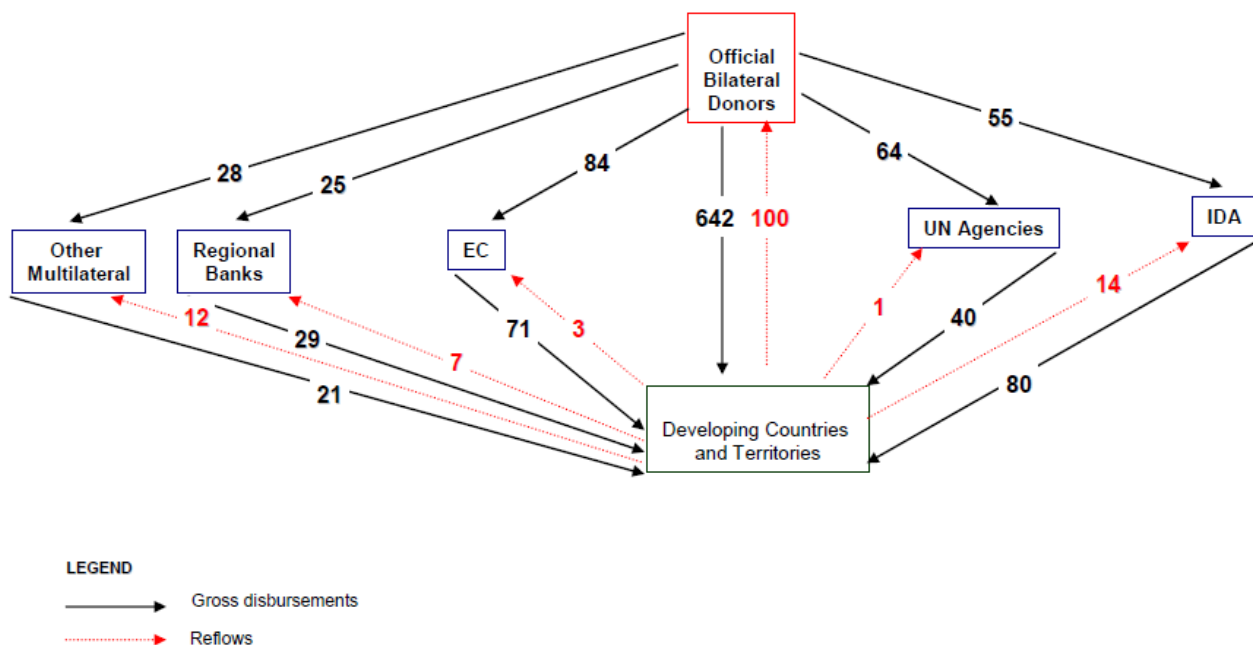 Official
Bilateral
Donors
55
64
84
28
25
642
100
Other
Multilateral
Regional
Banks
EC
UN Agencies
IDA
12
29
7
71
3
1
40
14
80
21
Developing Countries
and Territories
LEGEND
Gross disbursements
Reflows